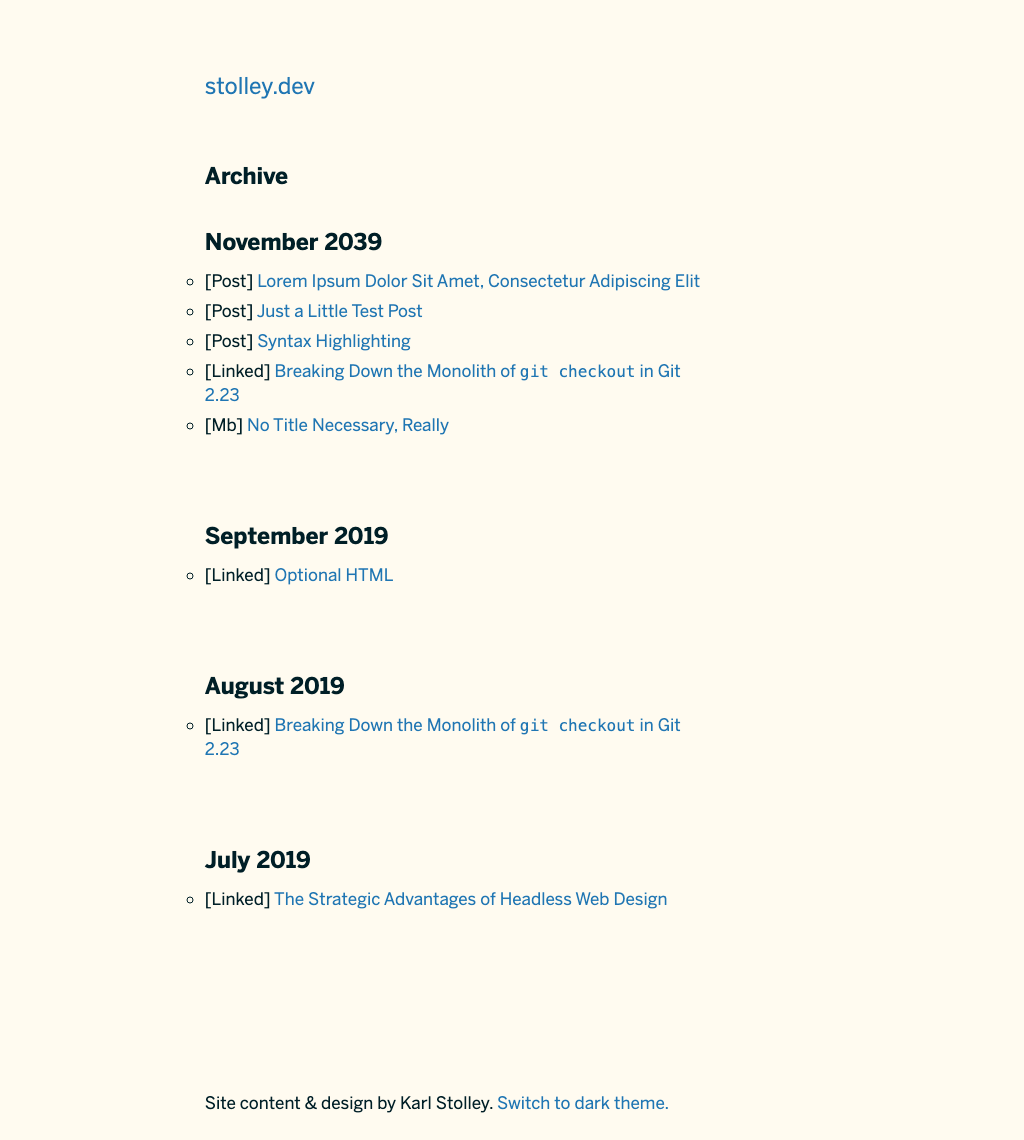 stolley.dev
Archive
November 2039
[Post] Lorem Ipsum Dolor Sit Amet, Consectetur Adipiscing Elit
[Post] Just a Little Test Post
[Post] Syntax Highlighting
[Linked] Breaking Down the Monolith of git checkout in Git
2.23
[Mb] No Title Necessary, Really
September 2019
[Linked] Optional HTML
August 2019
[Linked] Breaking Down the Monolith of git checkout in Git
2.23
July 2019
[Linked] The Strategic Advantages of Headless Web Design
Site content & design by Karl Stolley. Switch to dark theme.